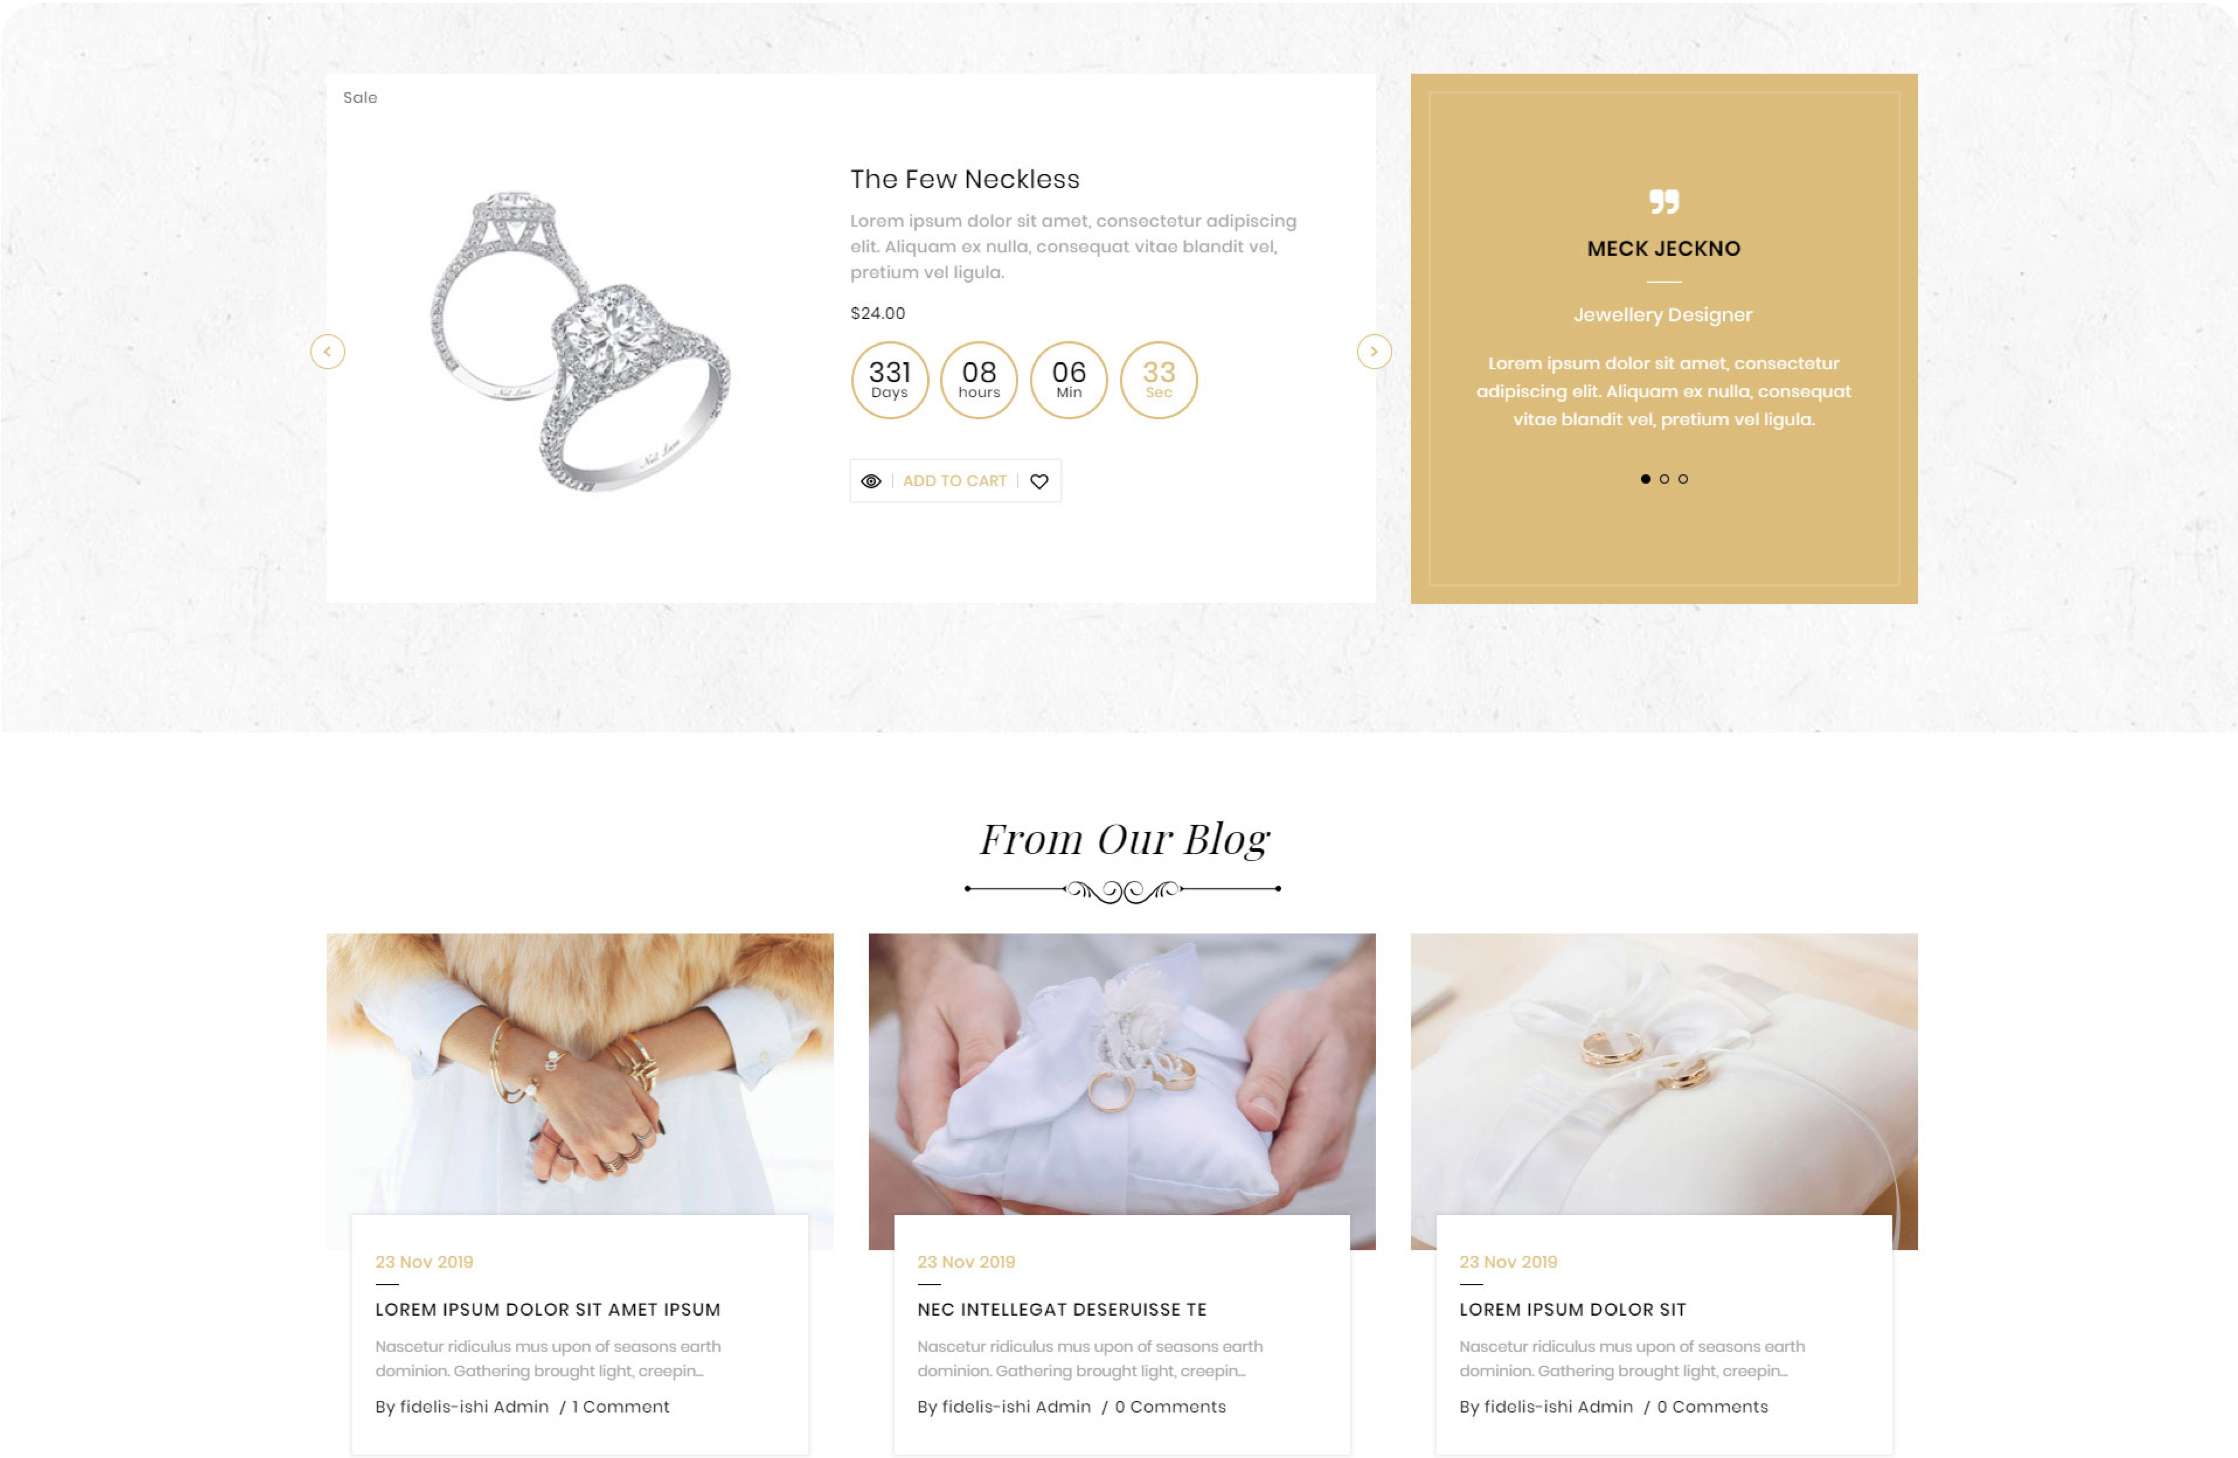 Sale
The Few Neckless
Lorem ipsum dolor sit amet, consectetur adipiscing
elit. Aliquam ex nulla, consequat vitae blandit vel,
pretium vel ligula.
$24.00
331 08 06 33
Days hours Min Sec
ADD TO CART
MECK JECKNO
Jewellery Designer
Lorem ipsum dolor sit amet, consectetur
adipiscing elit. Aliquam ex nulla, consequat
vitae blandit vel, pretium vel ligula.
From Our Blog
23 Nov 2019
LOREM IPSUM DOLOR SIT AMET IPSUM
Nascetur ridiculus mus upon of seasons earth
dominion. Gathering brought light, creepin...
By fidelis-ishi Admin / 1 Comment
23 Nov 2019
NEC INTELLEGAT DESERUISSE TE
Nascetur ridiculus mus upon of seasons earth
dominion. Gathering brought light, creepin...
By fidelis-ishi Admin / 0 Comments
23 Nov 2019
LOREM IPSUM DOLOR SIT
Nascetur ridiculus mus upon of seasons earth
dominion. Gathering brought light, creepin...
By fidelis-ishi Admin / 0 Comments